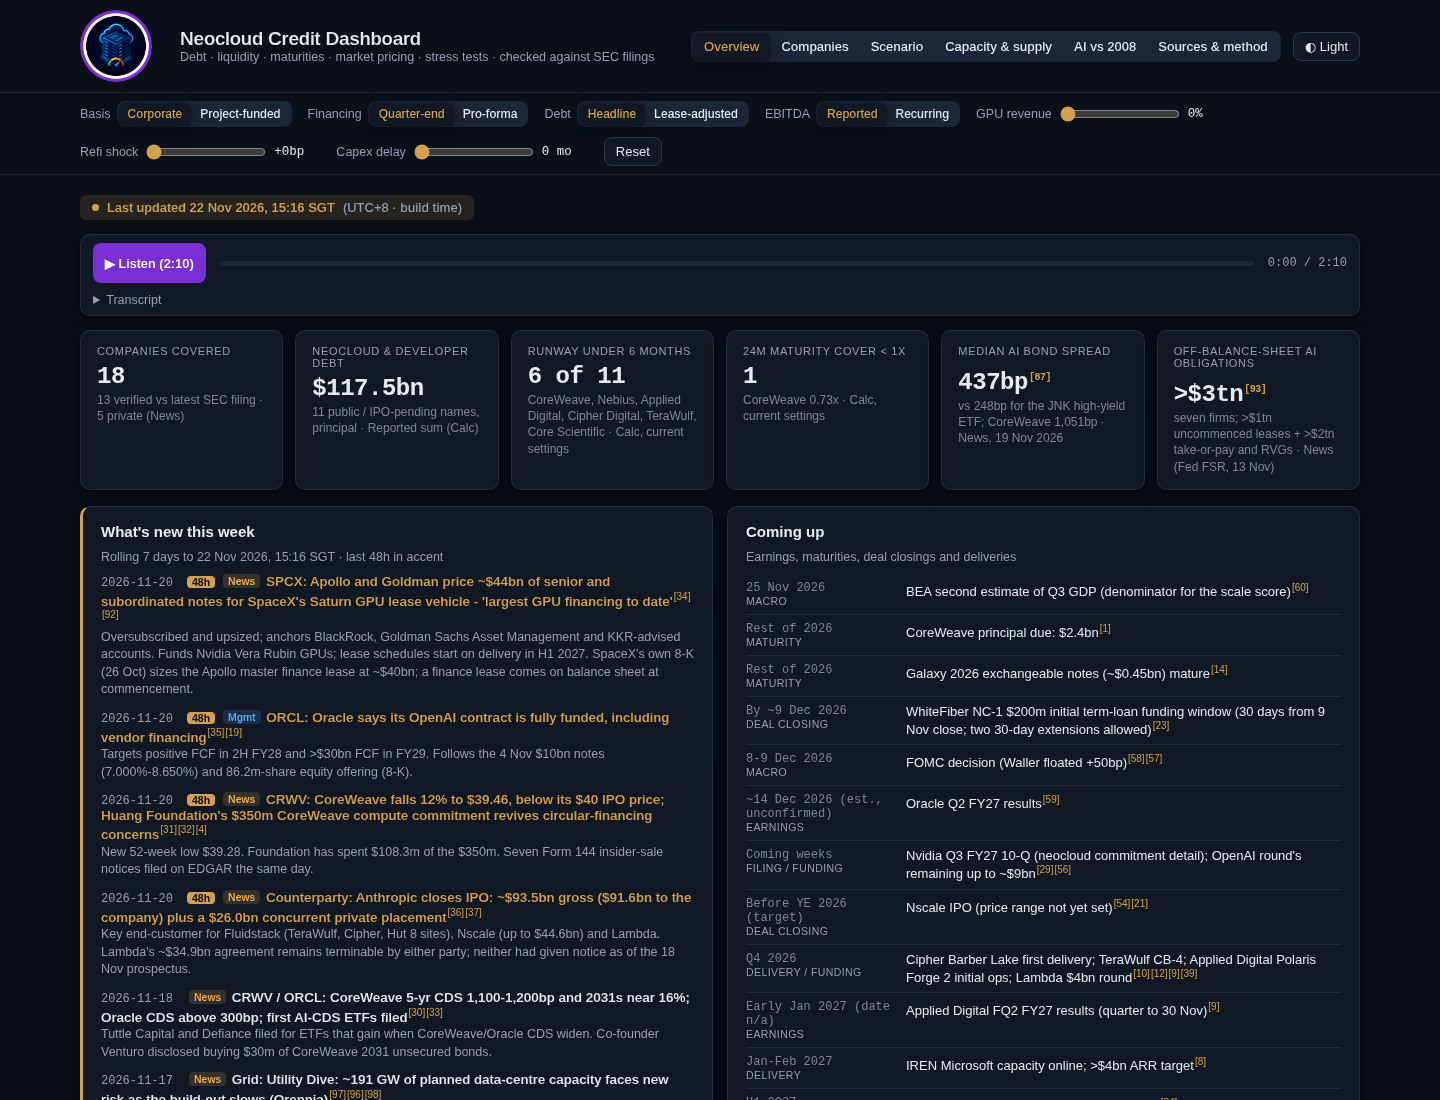 Neocloud Credit Dashboard
Debt · liquidity · maturities · market pricing · stress tests · checked against SEC filings
Overview Companies Scenario Capacity & supply AI vs 2008 Sources & method ◐ Light
Basis Corporate Project-funded Financing Quarter-end Pro-forma Debt Headline Lease-adjusted EBITDA Reported Recurring GPU revenue 0%
Refi shock +0bp Capex delay 0 mo Reset
Last updated 22 Nov 2026, 15:16 SGT (UTC+8 · build time)
▶ Listen (2:10) 0:00 / 2:10
▶ Transcript
COMPANIES COVERED
18
13 verified vs latest SEC filing ·
5 private (News)
NEOCLOUD & DEVELOPER
DEBT
$117.5bn
11 public / IPO-pending names,
principal · Reported sum (Calc)
RUNWAY UNDER 6 MONTHS
6 of 11
CoreWeave, Nebius, Applied
Digital, Cipher Digital, TeraWulf,
Core Scientific · Calc, current
settings
24M MATURITY COVER < 1X
1
CoreWeave 0.73x · Calc,
current settings
MEDIAN AI BOND SPREAD
437bp[87]
vs 248bp for the JNK high-yield
ETF; CoreWeave 1,051bp ·
News, 19 Nov 2026
OFF-BALANCE-SHEET AI
OBLIGATIONS
>$3tn[93]
seven firms; >$1tn
uncommenced leases + >$2tn
take-or-pay and RVGs · News
(Fed FSR, 13 Nov)
What's new this week
Rolling 7 days to 22 Nov 2026, 15:16 SGT · last 48h in accent
2026-11-20 48h News SPCX: Apollo and Goldman price ~$44bn of senior and
subordinated notes for SpaceX's Saturn GPU lease vehicle - 'largest GPU financing to date'[34]
[92]
Oversubscribed and upsized; anchors BlackRock, Goldman Sachs Asset Management and KKR-advised
accounts. Funds Nvidia Vera Rubin GPUs; lease schedules start on delivery in H1 2027. SpaceX's own 8-K
(26 Oct) sizes the Apollo master finance lease at ~$40bn; a finance lease comes on balance sheet at
commencement.
2026-11-20 48h Mgmt ORCL: Oracle says its OpenAI contract is fully funded, including
vendor financing[35][19]
Targets positive FCF in 2H FY28 and >$30bn FCF in FY29. Follows the 4 Nov $10bn notes
(7.000%-8.650%) and 86.2m-share equity offering (8-K).
2026-11-20 48h News CRWV: CoreWeave falls 12% to $39.46, below its $40 IPO price;
Huang Foundation's $350m CoreWeave compute commitment revives circular-financing
concerns[31][32][4]
New 52-week low $39.28. Foundation has spent $108.3m of the $350m. Seven Form 144 insider-sale
notices filed on EDGAR the same day.
2026-11-20 48h News Counterparty: Anthropic closes IPO: ~$93.5bn gross ($91.6bn to the
company) plus a $26.0bn concurrent private placement[36][37]
Key end-customer for Fluidstack (TeraWulf, Cipher, Hut 8 sites), Nscale (up to $44.6bn) and Lambda.
Lambda's ~$34.9bn agreement remains terminable by either party; neither had given notice as of the 18
Nov prospectus.
2026-11-18 News CRWV / ORCL: CoreWeave 5-yr CDS 1,100-1,200bp and 2031s near 16%;
Oracle CDS above 300bp; first AI-CDS ETFs filed[30][33]
Tuttle Capital and Defiance filed for ETFs that gain when CoreWeave/Oracle CDS widen. Co-founder
Venturo disclosed buying $30m of CoreWeave 2031 unsecured bonds.
2026-11-17 News Grid: Utility Dive: ~191 GW of planned data-centre capacity faces new
risk as the build-out slows (Orennia)[97][96][98]
Coming up
Earnings, maturities, deal closings and deliveries
25 Nov 2026
MACRO
BEA second estimate of Q3 GDP (denominator for the scale score)[60]
Rest of 2026
MATURITY
CoreWeave principal due: $2.4bn[1]
Rest of 2026
MATURITY
Galaxy 2026 exchangeable notes (~$0.45bn) mature[14]
By ~9 Dec 2026
DEAL CLOSING
WhiteFiber NC-1 $200m initial term-loan funding window (30 days from 9
Nov close; two 30-day extensions allowed)[23]
8-9 Dec 2026
MACRO
FOMC decision (Waller floated +50bp)[58][57]
~14 Dec 2026 (est.,
unconfirmed)
EARNINGS
Oracle Q2 FY27 results[59]
Coming weeks
FILING / FUNDING
Nvidia Q3 FY27 10-Q (neocloud commitment detail); OpenAI round's
remaining up to ~$9bn[29][56]
Before YE 2026
(target)
DEAL CLOSING
Nscale IPO (price range not yet set)[54][21]
Q4 2026
DELIVERY / FUNDING
Cipher Barber Lake first delivery; TeraWulf CB-4; Applied Digital Polaris
Forge 2 initial ops; Lambda $4bn round[10][12][9][39]
Early Jan 2027 (date
n/a)
EARNINGS
Applied Digital FQ2 FY27 results (quarter to 30 Nov)[9]
Jan-Feb 2027
DELIVERY
IREN Microsoft capacity online; >$4bn ARR target[8]
H1 2027